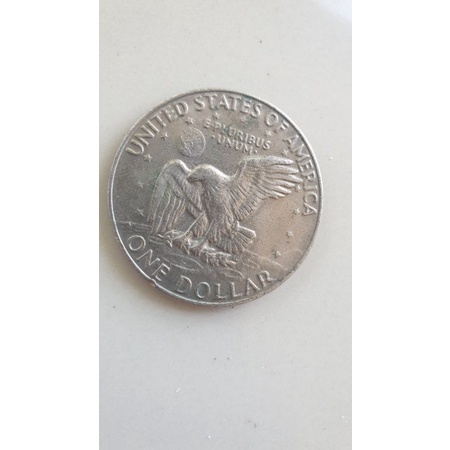 UNITED STATES OF AMERICA
E·PLURIBUS
·UNUM·
ONE DOLLAR